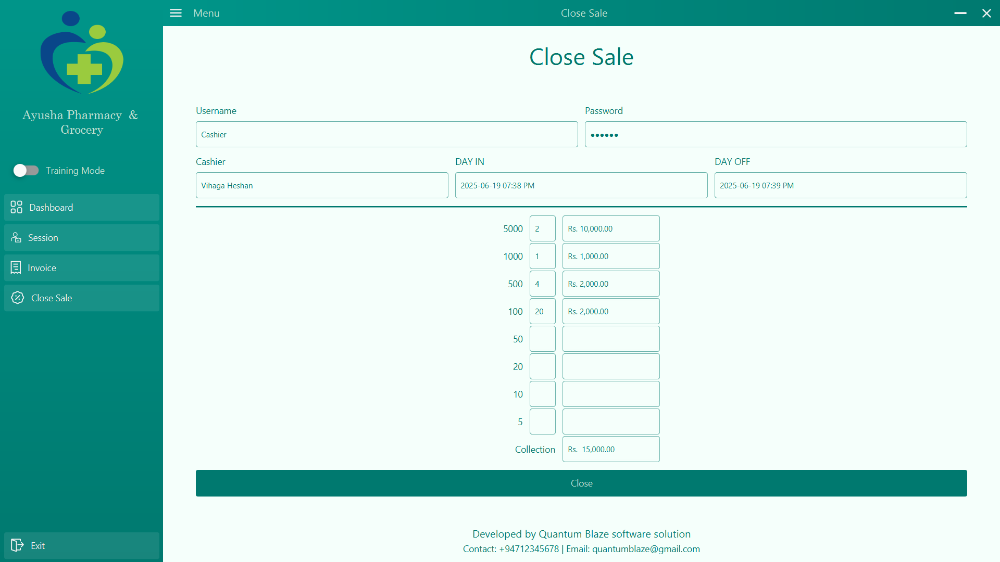 Menu
Close Sale
Ayusha Pharmacy & 
Grocery
Training Mode
Dashboard
Session
Invoice
Close Sale
Exit
Close Sale
Username
Password
Cashier
••••••
Cashier
DAY IN
DAY OFF
Vihaga Heshan
2025-06-19 07:38 PM
2025-06-19 07:39 PM
5000 2 Rs. 10,000.00
1000 1 Rs. 1,000.00
500 4 Rs. 2,000.00
100 20 Rs. 2,000.00
50
20
10
5
Collection Rs. 15,000.00
Close
Developed by Quantum Blaze software solution
Contact: +94712345678 | Email: quantumblaze@gmail.com